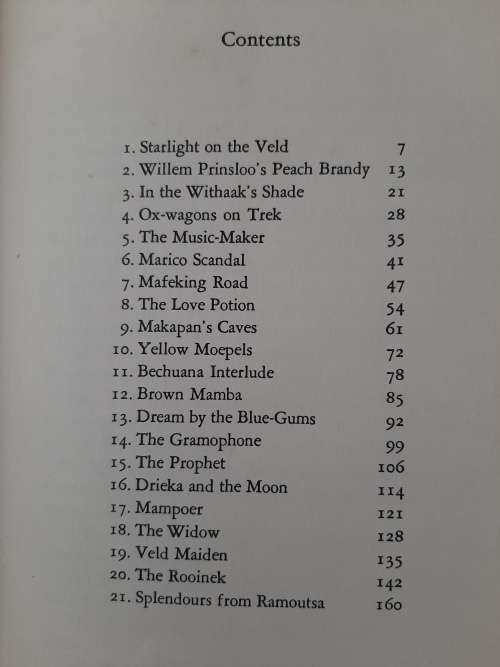 Contents
1. Starlight on the Veld 7
2. Willem Prinsloo's Peach Brandy 13
3. In the Withaak's Shade 21
4. Ox-wagons on Trek 28
5. The Music-Maker 35
6. Marico Scandal 41
7. Mafeking Road 47
8. The Love Potion 54
9. Makapan's Caves 61
10. Yellow Moepels 72
11. Bechuana Interlude 78
12. Brown Mamba 85
13. Dream by the Blue-Gums 92
14. The Gramophone 99
15. The Prophet 106
16. Drieka and the Moon 114
17. Mampoer 121
18. The Widow 128
19. Veld Maiden 135
20. The Rooinek 142
21. Splendours from Ramoutsa 160